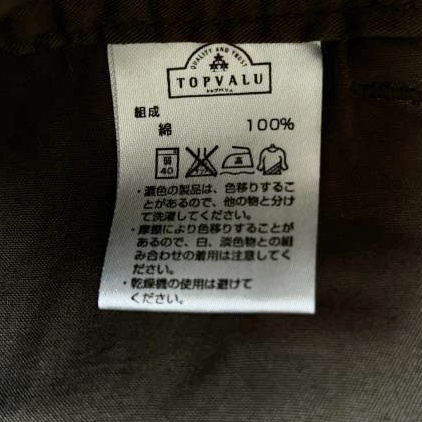 QUALITY AND TRUST
TOPVALU
トップバリュ
組成
綿 100%
弱 40 高
・濃色の製品は、色移りするこ
とがあるので、他の物と分け
て洗濯してください。
・摩擦により色移りすることが
あるので、白、淡色物との組
み合わせの着用は注意してく
ださい。
・乾燥機の使用は避けて
ください。